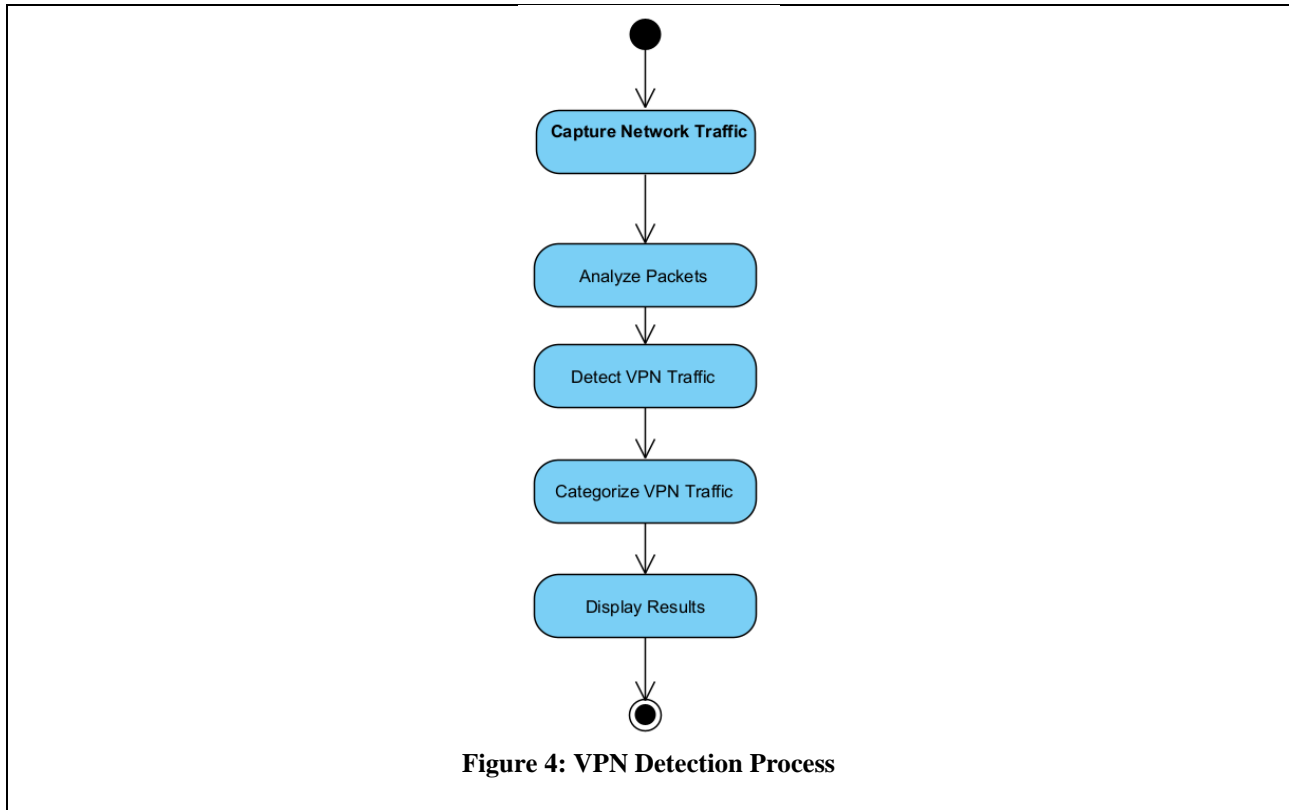 Capture Network Traffic
Analyze Packets
Detect VPN Traffic
Categorize VPN Traffic
Display Results
Figure 4: VPN Detection Process